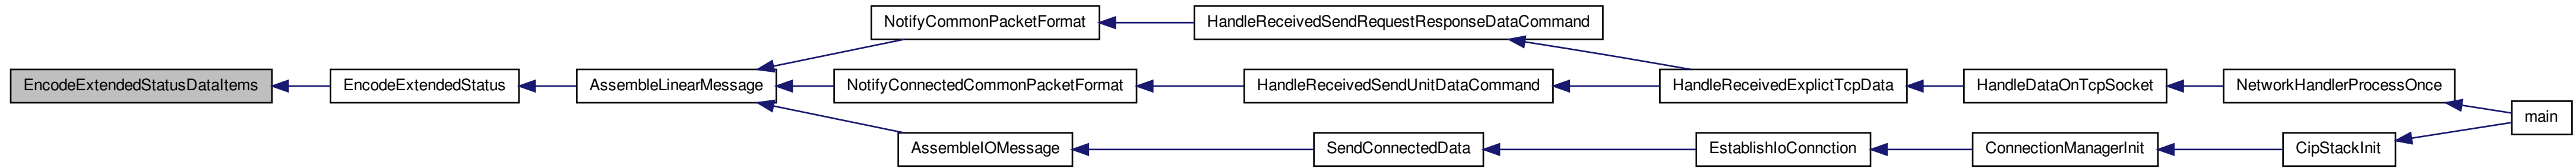 EncodeExtendedStatusDataItems
EncodeExtendedStatus
AssembleLinearMessage
NotifyCommonPacketFormat
HandleReceivedSendRequestResponseDataCommand
NotifyConnectedCommonPacketFormat
HandleReceivedSendUnitDataCommand
HandleReceivedExplictTcpData
HandleDataOnTcpSocket
NetworkHandlerProcessOnce
main
AssembleIOMessage
SendConnectedData
EstablishIoConnction
ConnectionManagerInit
CipStackInit